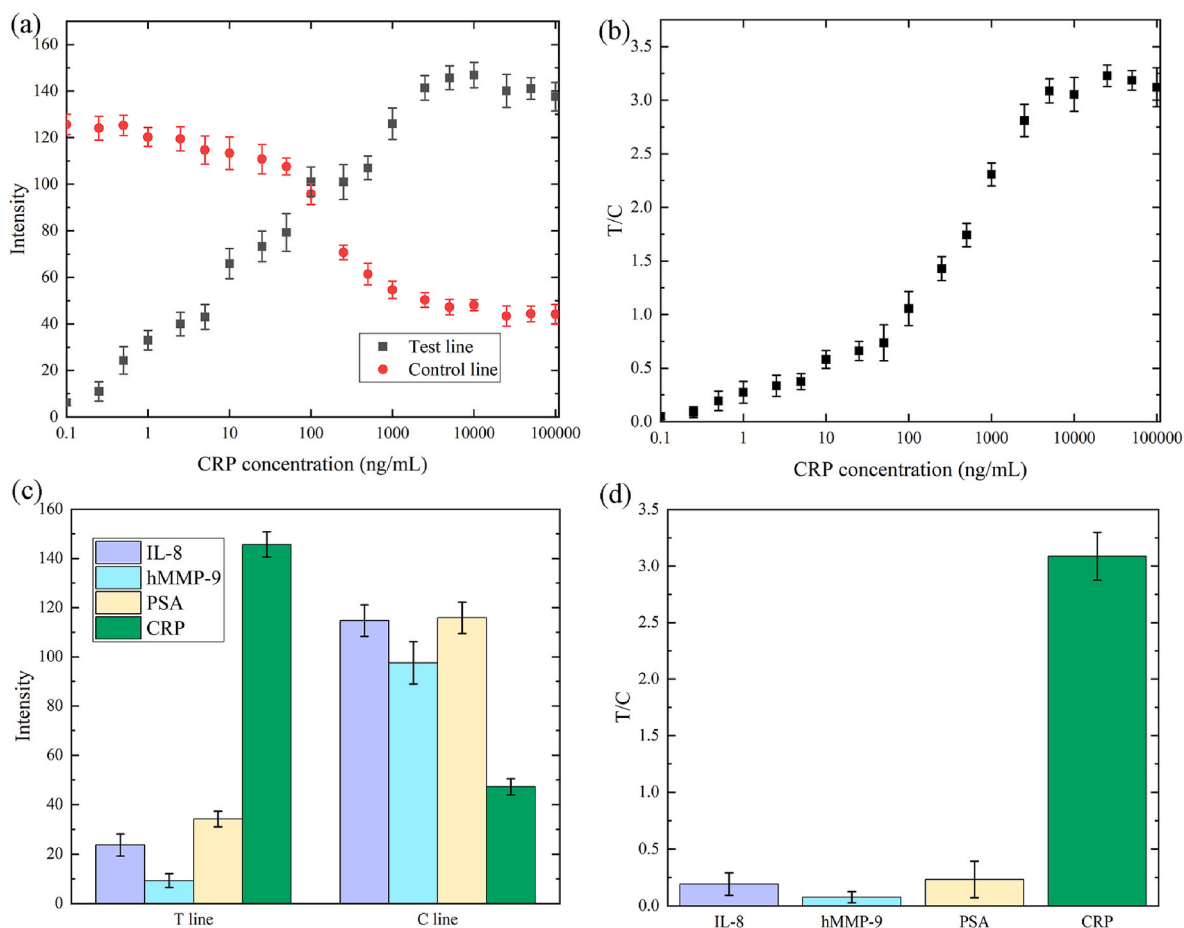 (a)
160
140
120
100
80
60
40
20
0
Intensity
Test line
Control line
0.1 1 10 100 1000 10000 100000
CRP concentration (ng/mL)
(b)
3.5
3.0
2.5
2.0
1.5
1.0
0.5
0.0
T/C
0.1 1 10 100 1000 10000 100000
CRP concentration (ng/mL)
(c)
160
140
120
100
80
60
40
20
0
Intensity
IL-8
hMMP-9
PSA
CRP
T line C line
(d)
3.5
3.0
2.5
2.0
1.5
1.0
0.5
0.0
T/C
IL-8 hMMP-9 PSA CRP